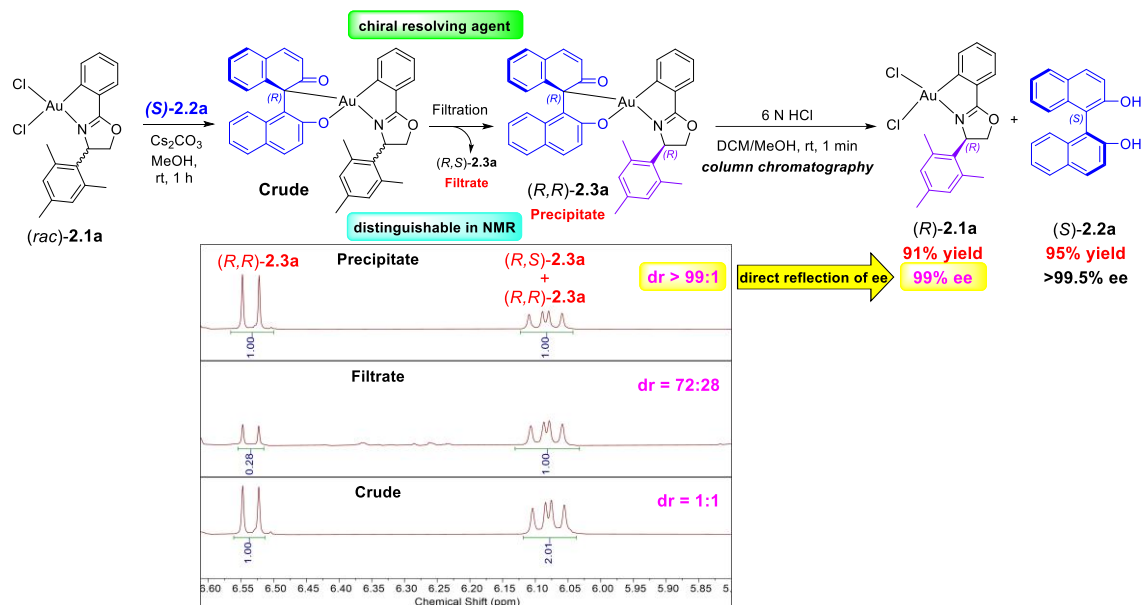 chiral resolving agent
Cl
Cl
Au
N
O
(rac)-2.1a
(S)-2.2a
Cs2CO3
MeOH,
rt, 1 h
O
(R)
Au
O
N
O
Crude
Filtration
(R,S)-2.3a
Filtrate
O
(R)
Au
O
N
O
(R)
(R,R)-2.3a
Precipitate
6 N HCl
DCM/MeOH, rt, 1 min
column chromatography
Cl
Cl
Au
N
O
(R)
(R)-2.1a
91% yield
99% ee
+
OH
(S)
OH
(S)-2.2a
95% yield
>99.5% ee
distinguishable in NMR
(R,R)-2.3a
Precipitate
(R,S)-2.3a
+
(R,R)-2.3a
dr > 99:1
direct reflection of ee
1.00
1.00
Filtrate
dr = 72:28
0.28
1.00
Crude
dr = 1:1
1.00
2.01
6.60 6.55 6.50 6.45 6.40 6.35 6.30 6.25 6.20 6.15 6.10 6.05 6.00 5.95 5.90 5.85
Chemical Shift (ppm)